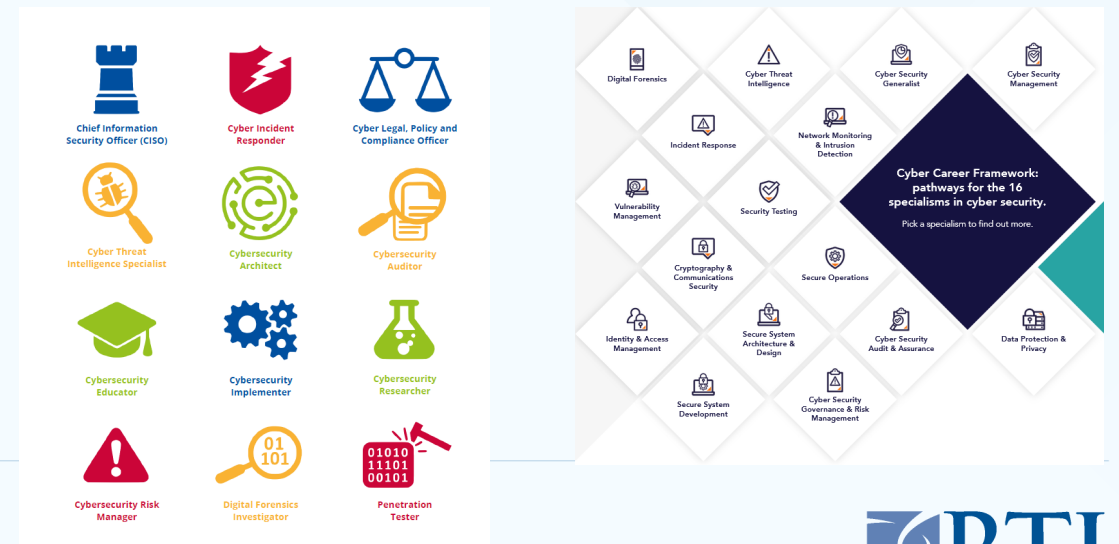 Chief Information
Security Officer (CISO)
Cyber Incident
Responder
Cyber Legal, Policy and
Compliance Officer
Cyber Threat
Intelligence Specialist
Cybersecurity
Architect
Cybersecurity
Auditor
Cybersecurity
Educator
Cybersecurity
Implementer
Cybersecurity
Researcher
01
101
01010
11101
00101
Cybersecurity Risk
Manager
Digital Forensics
Investigator
Penetration
Tester
Digital Forensics
Cyber Threat
Intelligence
Cyber Security
Generalist
Cyber Security
Management
Incident Response
Network Monitoring
& Intrusion
Detection
Cyber Career Framework:
pathways for the 16
specialisms in cyber security.
Pick a specialism to find out more.
Vulnerability
Management
Security Testing
Cryptography &
Communications
Security
Secure Operations
Identity & Access
Management
Secure System
Architecture &
Design
Cyber Security
Audit & Assurance
Data Protection &
Privacy
Secure System
Development
Cyber Security
Governance & Risk
Management